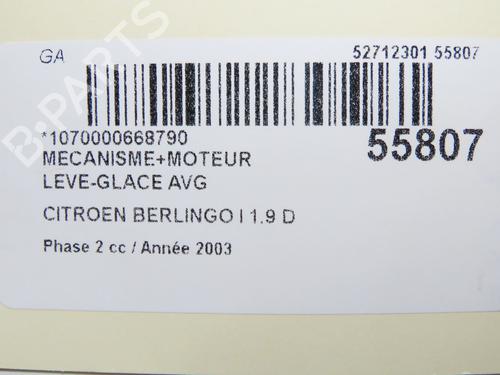 GA
52712301 55807
B-PARTS
*1070000668790
55807
MECANISME+MOTEUR
LEVE-GLACE AVG
CITROEN BERLINGO I 1.9 D
Phase 2 cc / Année 2003